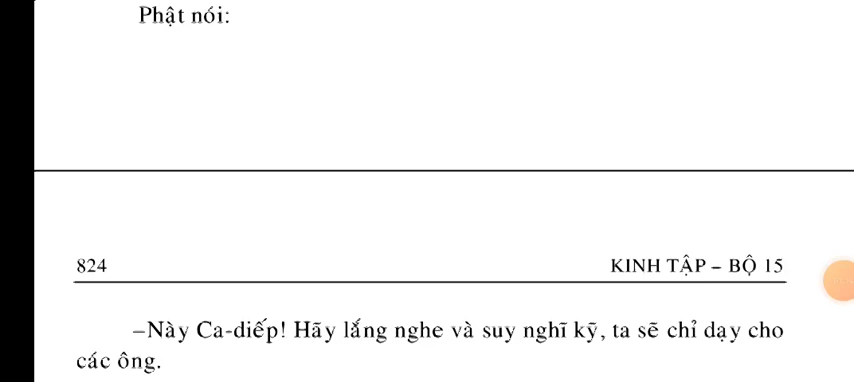 Phật nói:
824
KINH TẬP – BỘ 15
–Này Ca-diếp! Hãy lắng nghe và suy nghĩ kỹ, ta sẽ chỉ dạy cho
các ông.